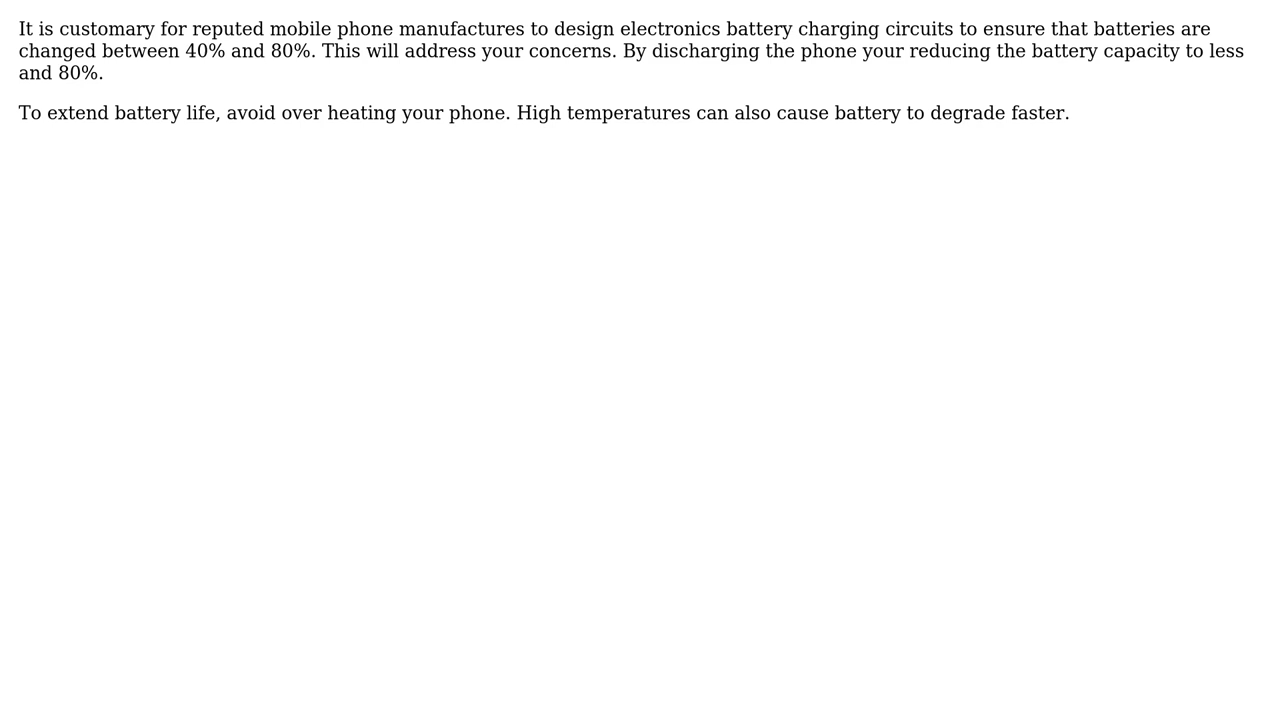 It is customary for reputed mobile phone manufactures to design electronics battery charging circuits to ensure that batteries are
changed between 40% and 80%. This will address your concerns. By discharging the phone your reducing the battery capacity to less
and 80%.
To extend battery life, avoid over heating your phone. High temperatures can also cause battery to degrade faster.